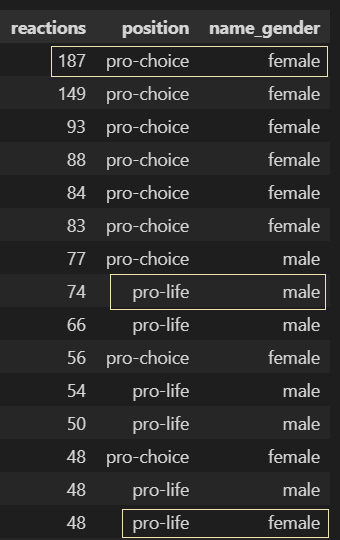 reactions position name_gender
187 pro-choice female
149 pro-choice female
93 pro-choice female
88 pro-choice female
84 pro-choice female
83 pro-choice female
77 pro-choice male
74 pro-life male
66 pro-life male
56 pro-choice female
54 pro-life male
50 pro-life male
48 pro-choice female
48 pro-life male
48 pro-life female